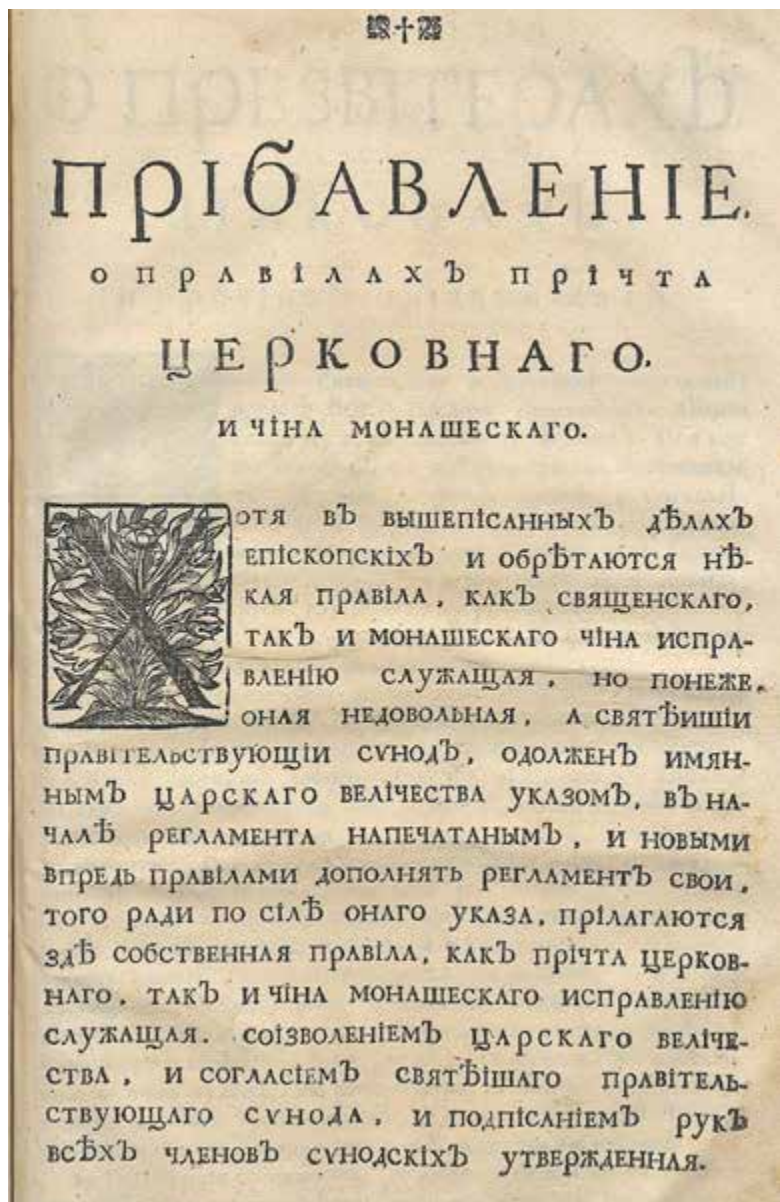 ПРІБАВЛЕНІЕ.
О ПРАВІЛАХЪ ПРІЧТА
ЦЕРКОВНАГО.
И ЧІНА МОНАШЕСКАГО.
Хотя въ вышепісанныхъ дѣлахъ
епіскопскіхъ и обрѣтаются нѣ-
кая правіла, какъ священскаго,
такъ и монашескаго чіна испра-
вленію служащая, но понеже,
оная недовольная, а святѣишіи
правітельствующіи сѵнодъ, одолженъ имян-
нымъ царскаго велічества указомъ, въ на-
чалѣ регламента напечатанымъ, и новыми
впредь правілами дополнять регламентъ свои,
того ради по сілѣ онаго указа, прілагаются
здѣ собственная правіла, какъ прічта церков-
наго, такъ и чіна монашескаго исправленію
служащая. соізволеніемъ царскаго веліче-
ства, и согласіемъ святѣішаго правітель-
ствующаго сѵнода, и подпісаніемъ рукъ
всѣхъ членовъ сѵнодскіхъ утвержденная.